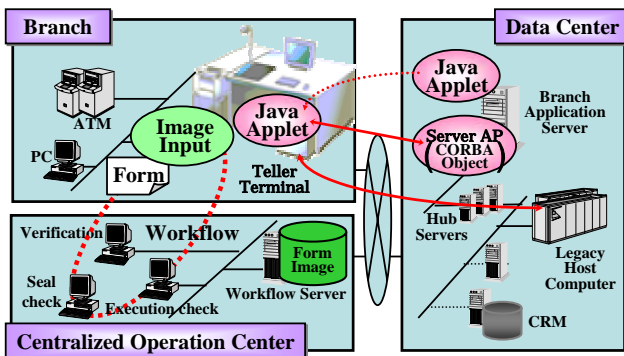 Branch
ATM
PC
Form
Image
Input
Java
Applet
Teller
Terminal
Data Center
Java
Applet
Branch
Application
Server
Server AP
(CORBA
Object)
Hub
Servers
Legacy
Host
Computer
CRM
Verification
Workflow
Seal
check
Execution check
Form
Image
Workflow Server
Centralized Operation Center